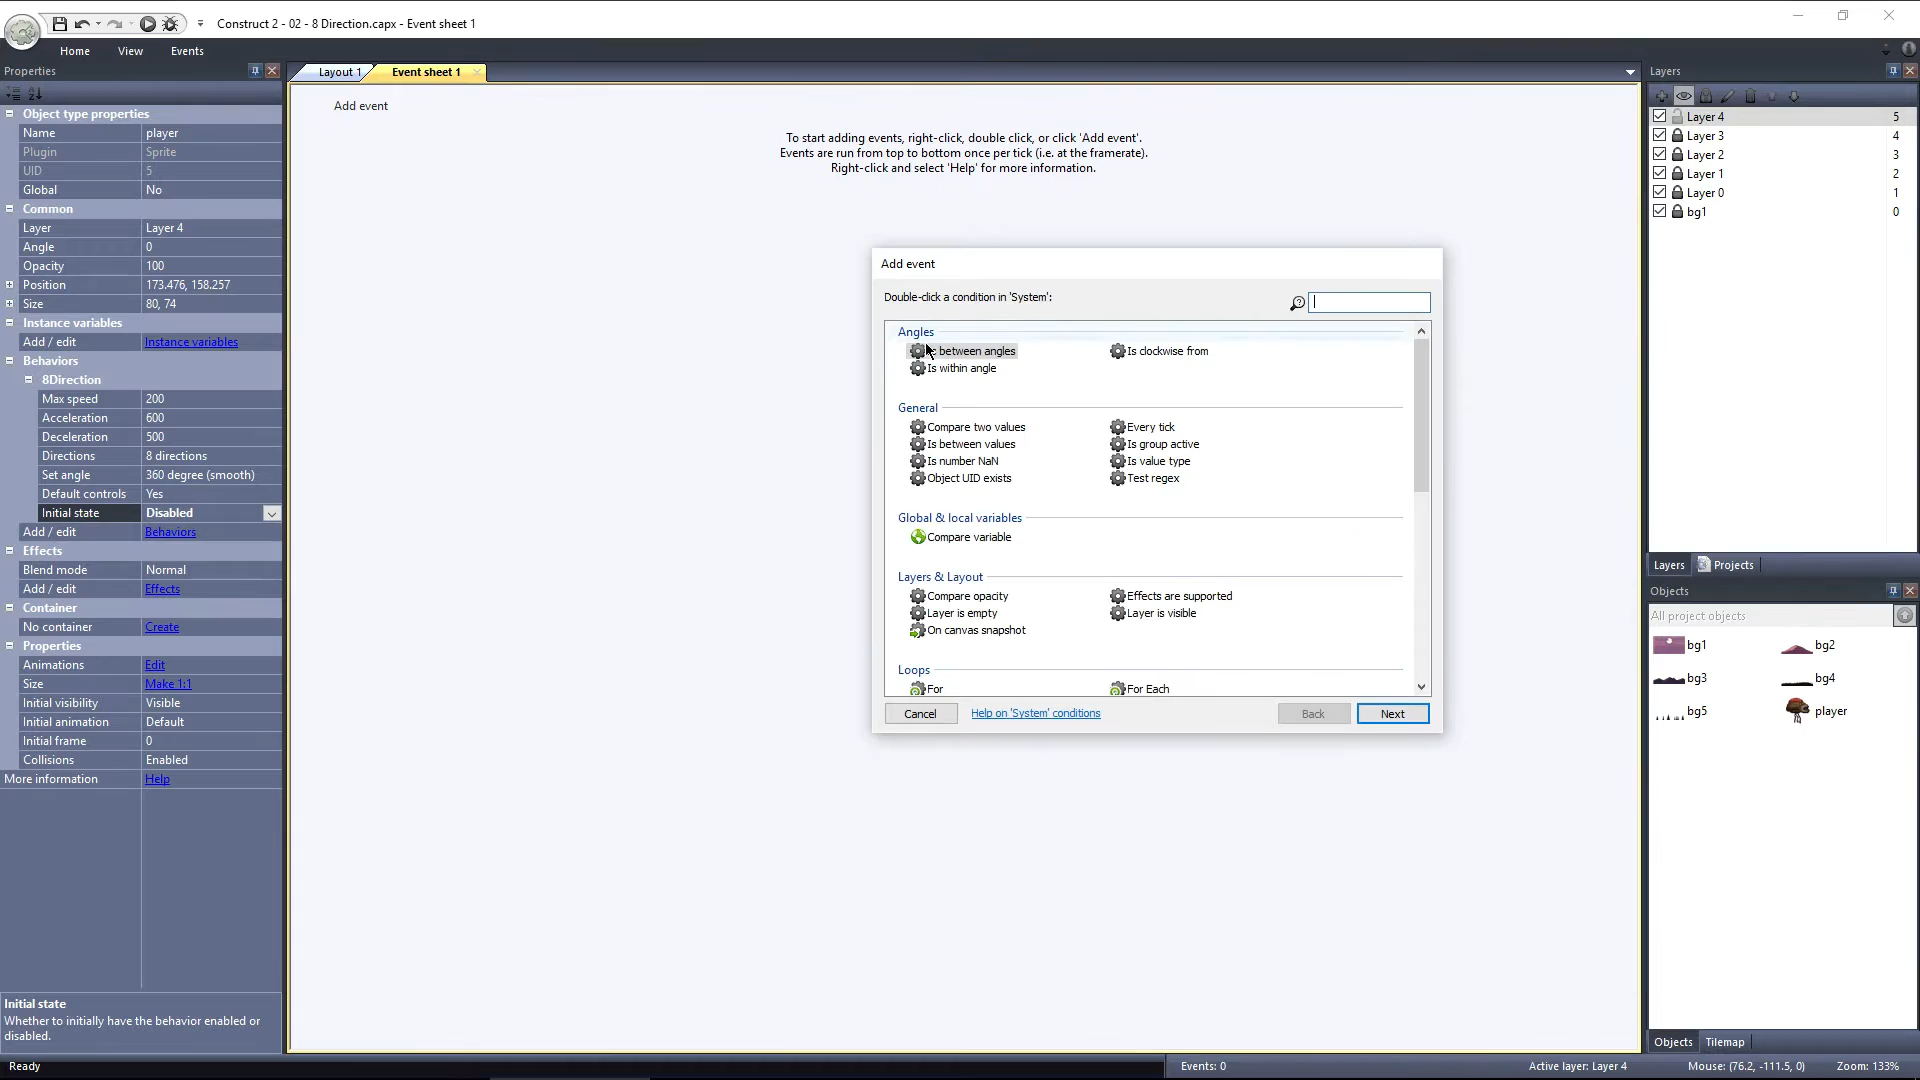 Construct 2 - 02 - 8 Direction.capx - Event sheet 1
Home View Events
Properties
Object type properties
Name player
Plugin Sprite
UID 5
Global No
Common
Layer Layer 4
Angle 0
Opacity 100
Position 173.476, 158.257
Size 80, 74
Instance variables
Add / edit Instance variables
Behaviors
8Direction
Max speed 200
Acceleration 600
Deceleration 500
Directions 8 directions
Set angle 360 degree (smooth)
Default controls Yes
Initial state Disabled
Add / edit Behaviors
Effects
Blend mode Normal
Add / edit Effects
Container
No container Create
Properties
Animations Edit
Size Make 1:1
Initial visibility Visible
Initial animation Default
Initial frame 0
Collisions Enabled
More information Help
Initial state
Whether to initially have the behavior enabled or
disabled.
Layout 1 Event sheet 1
Add event
To start adding events, right-click, double click, or click 'Add event'.
Events are run from top to bottom once per tick (i.e. at the framerate).
Right-click and select 'Help' for more information.
Add event
Double-click a condition in 'System':
Angles
between angles Is clockwise from
Is within angle
General
Compare two values Every tick
Is between values Is group active
Is number NaN Is value type
Object UID exists Test regex
Global & local variables
Compare variable
Layers & Layout
Compare opacity Effects are supported
Layer is empty Layer is visible
On canvas snapshot
Loops
For For Each
Cancel Help on 'System' conditions Back Next
Layers
Layer 4 5
Layer 3 4
Layer 2 3
Layer 1 2
Layer 0 1
bg1 0
Layers Projects
Objects
All project objects
bg1 bg2
bg3 bg4
bg5 player
Objects Tilemap
Ready Events: 0 Active layer: Layer 4 Mouse: (76.2, -111.5, 0) Zoom: 133%